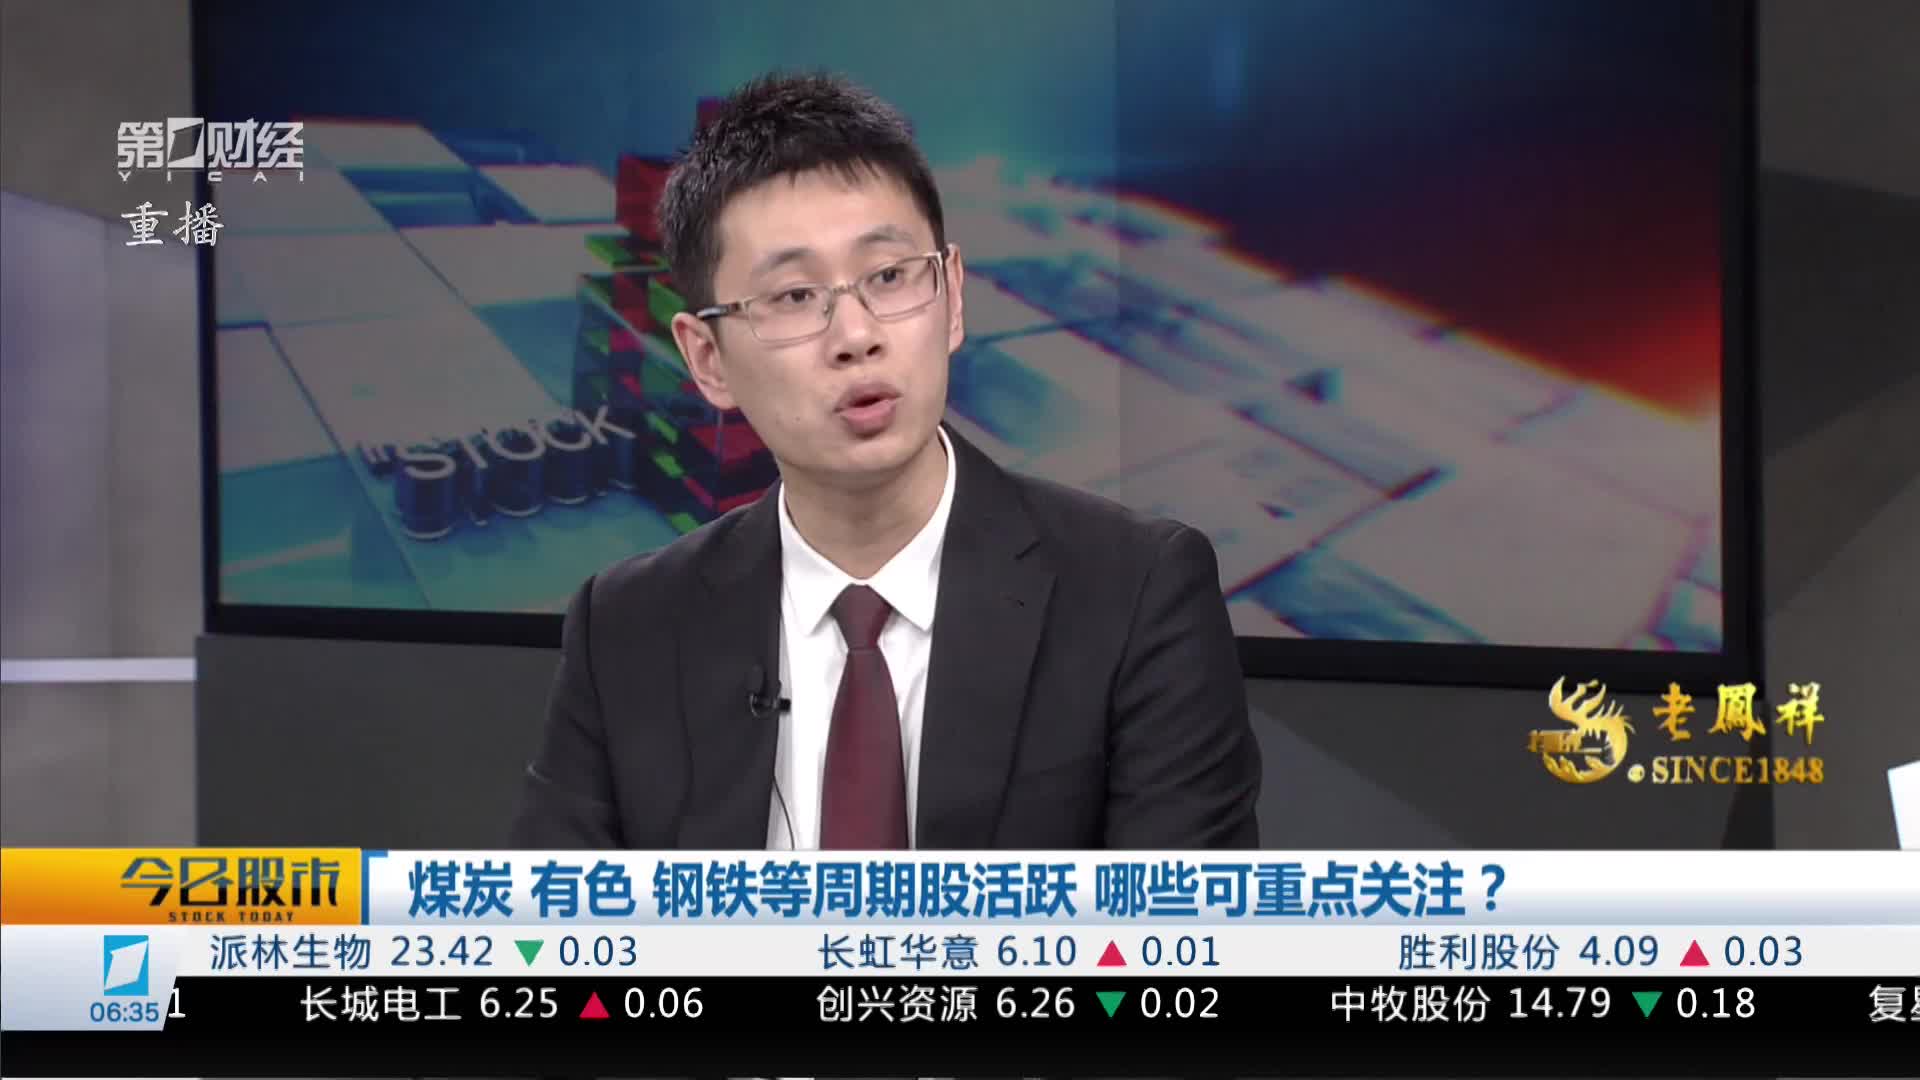 第1财经
YICAI
重播
STOCK
老鳳祥
SINCE1848
今日股市
STOCK TODAY
煤炭 有色 钢铁等周期股活跃 哪些可重点关注？
派林生物 23.42 ▼ 0.03 长虹华意 6.10 ▲ 0.01 胜利股份 4.09 ▲ 0.03
06:35
1 长城电工 6.25 ▲ 0.06 创兴资源 6.26 ▼ 0.02 中牧股份 14.79 ▼ 0.18 复星